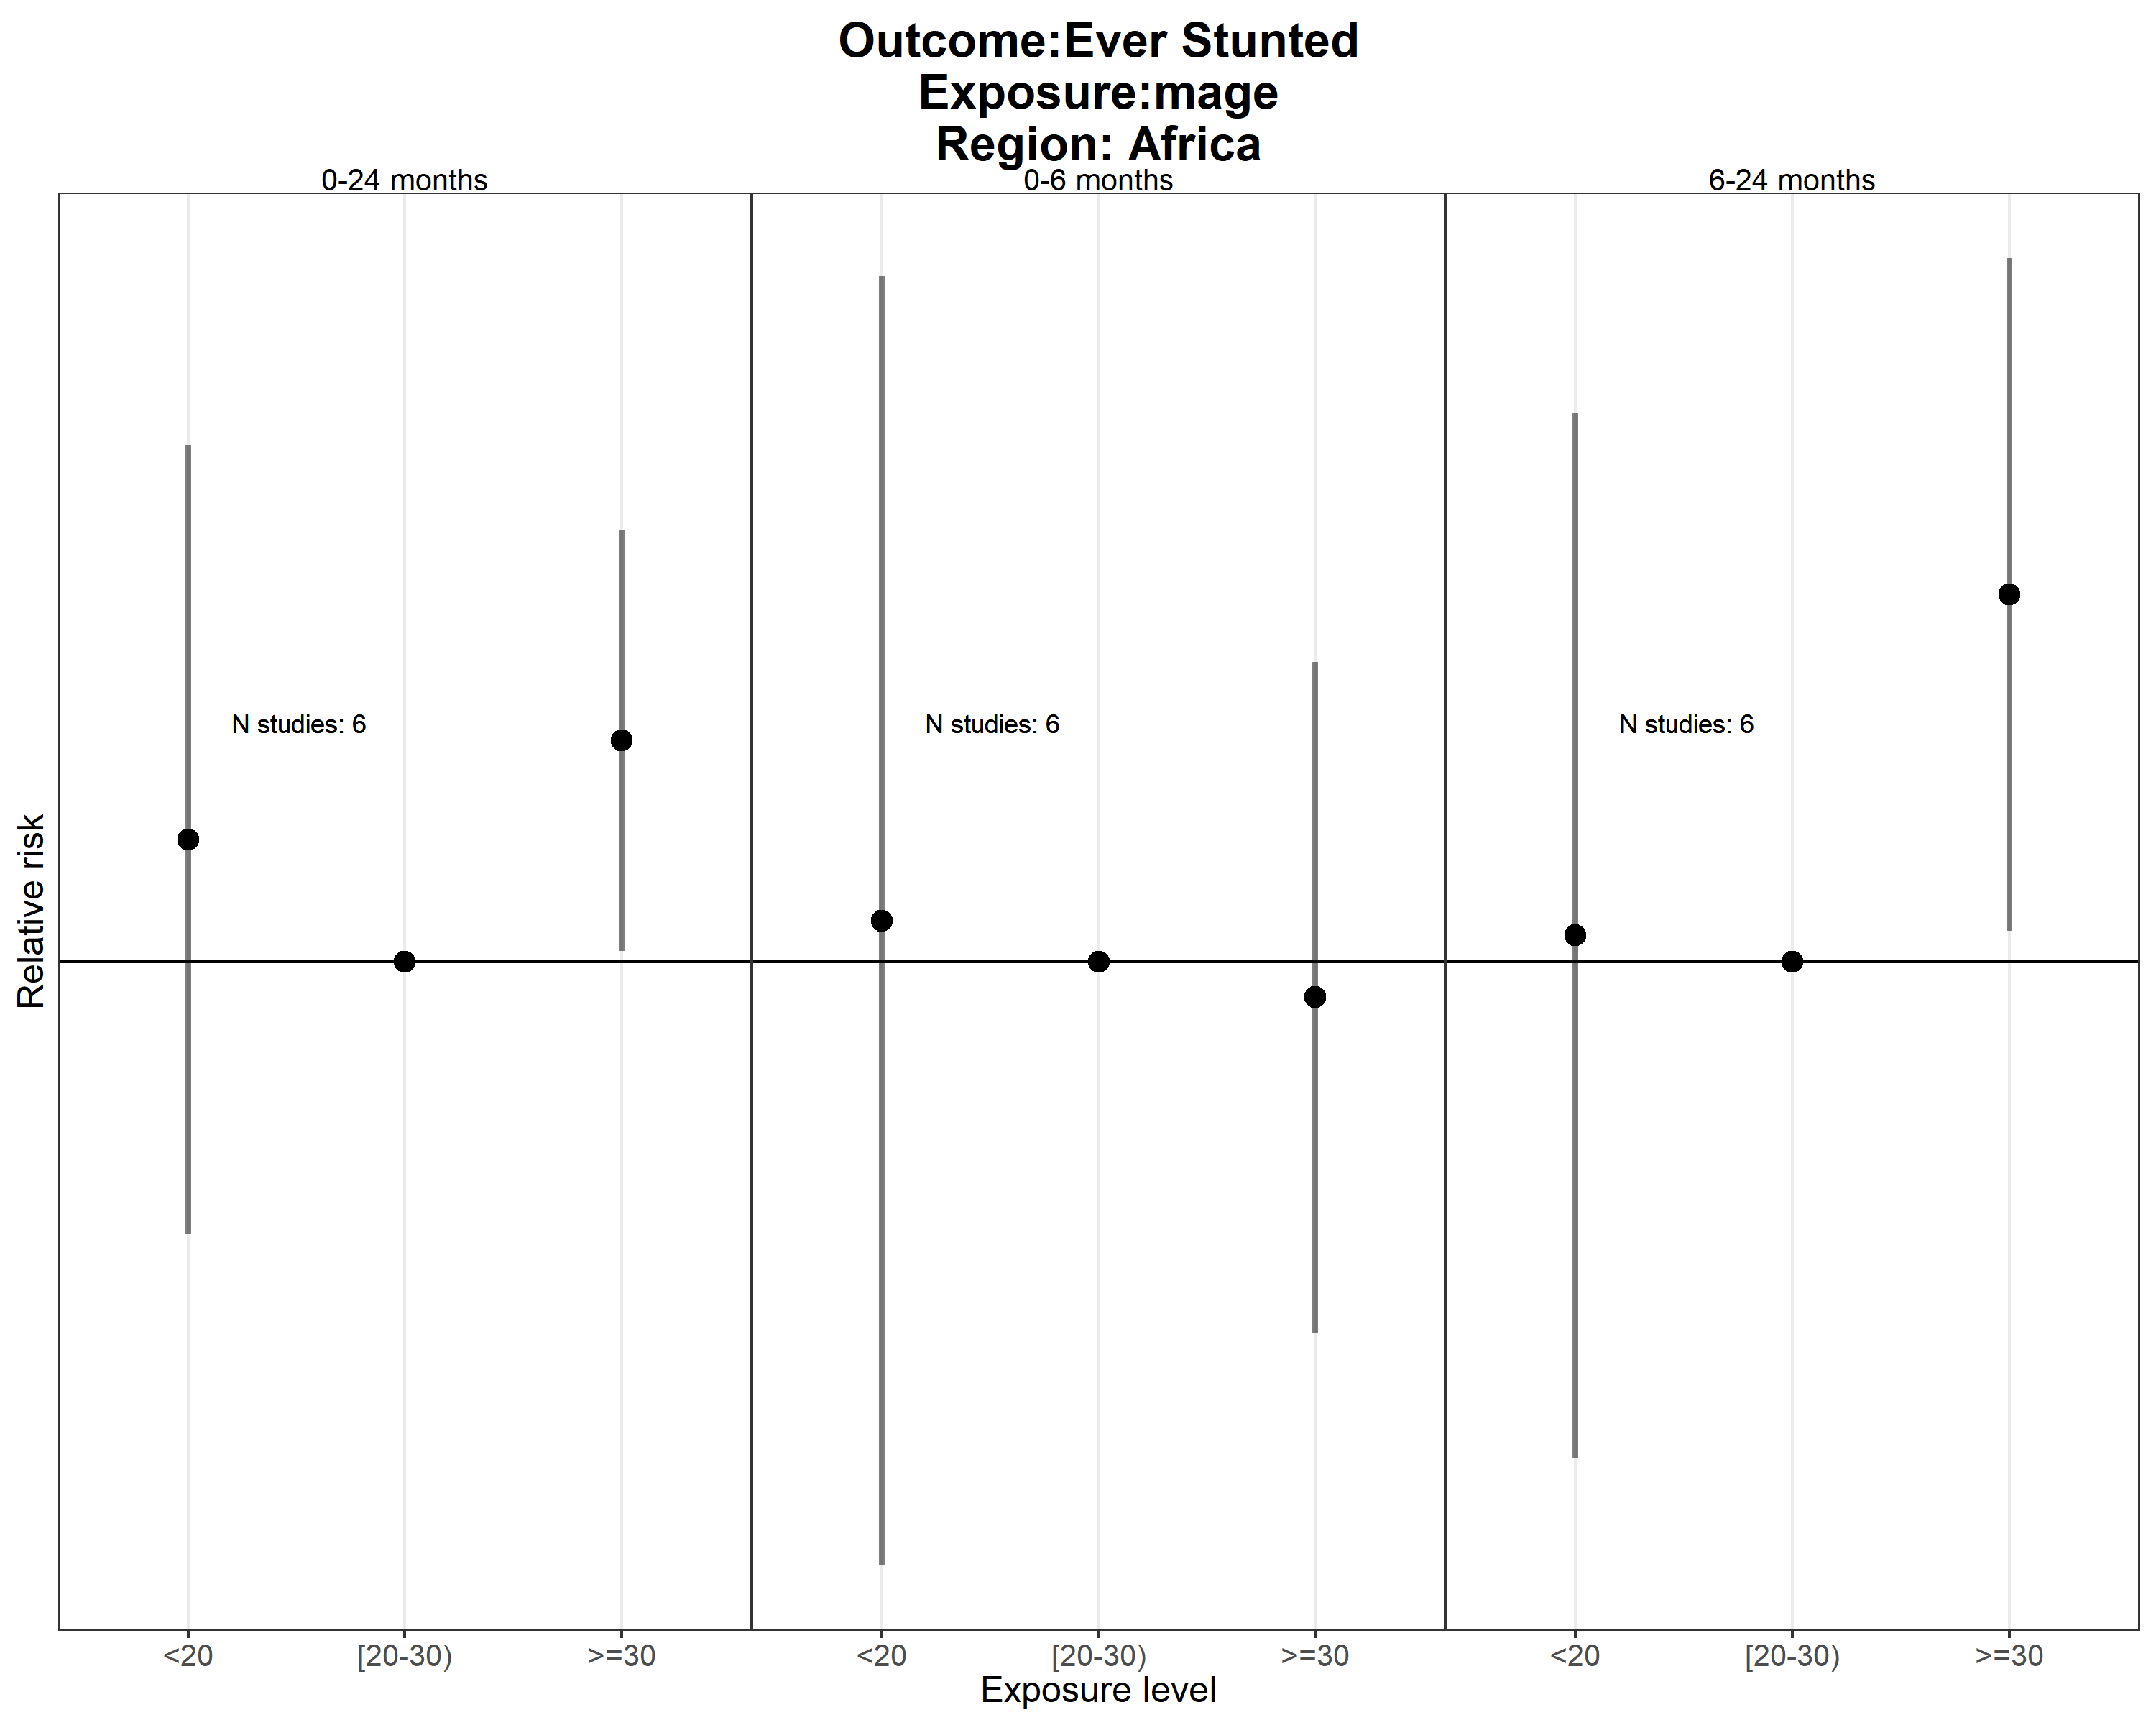 Outcome:Ever Stunted
Exposure:mage
Region: Africa
0-24 months
0-6 months
6-24 months
N studies: 6
N studies: 6
N studies: 6
Relative risk
<20
[20-30)
>=30
<20
[20-30)
>=30
<20
[20-30)
>=30
Exposure level